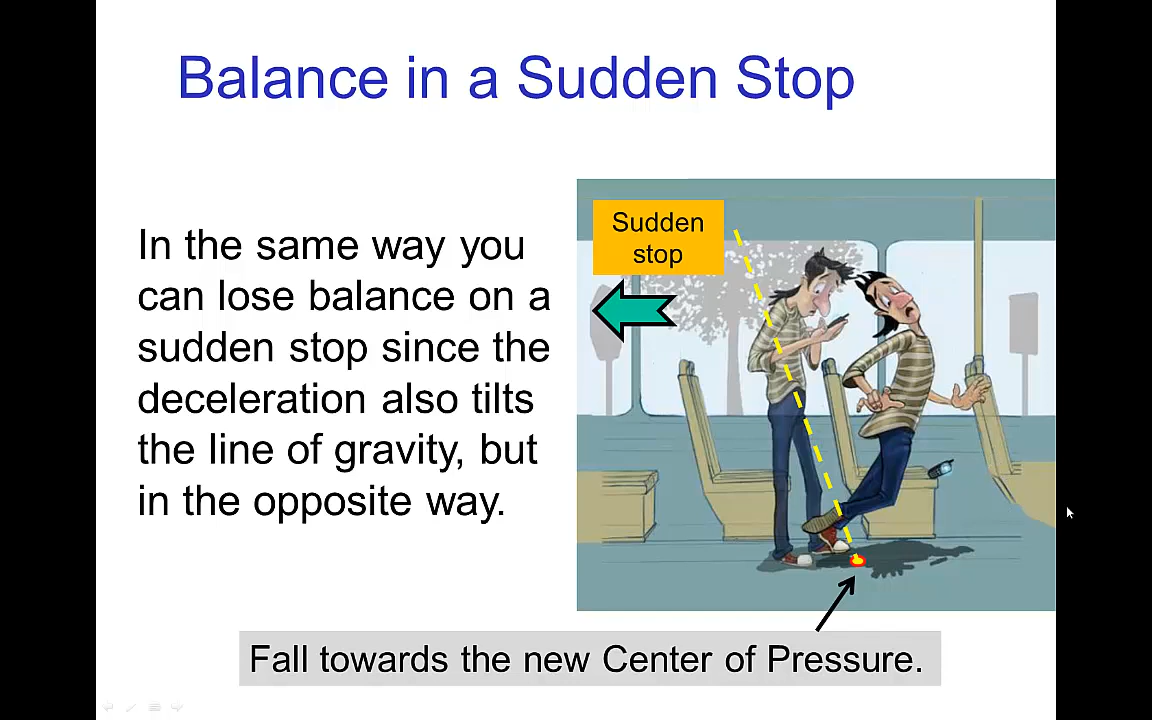 Balance in a Sudden Stop
In the same way you
can lose balance on a
sudden stop since the
deceleration also tilts
the line of gravity, but
in the opposite way.
Sudden
stop
Fall towards the new Center of Pressure.